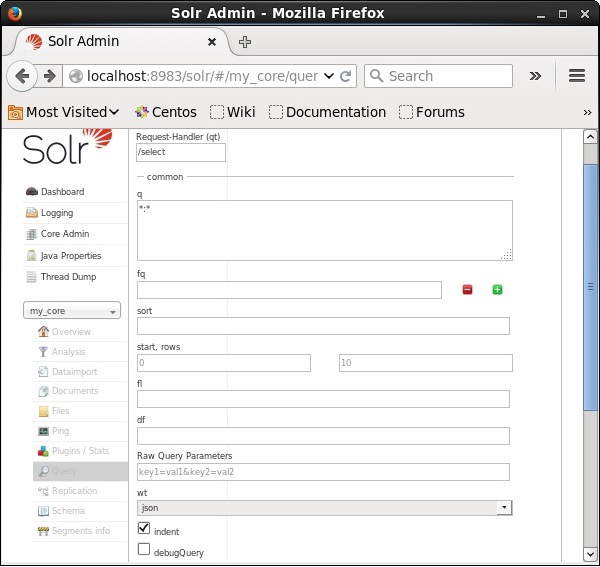 Solr Admin - Mozilla Firefox
Solr Admin
localhost:8983/solr/#/my_core/quer
Search
Most Visited
Centos
Wiki
Documentation
Forums
Solr
Dashboard
Logging
Core Admin
Java Properties
Thread Dump
my_core
Overview
Analysis
Dataimport
Documents
Files
Ping
Plugins / Stats
Query
Replication
Schema
Segments info
Request-Handler (qt)
/select
common
q
*:*
fq
sort
start, rows
0
10
fl
df
Raw Query Parameters
key1=val1&key2=val2
wt
json
indent
debugQuery